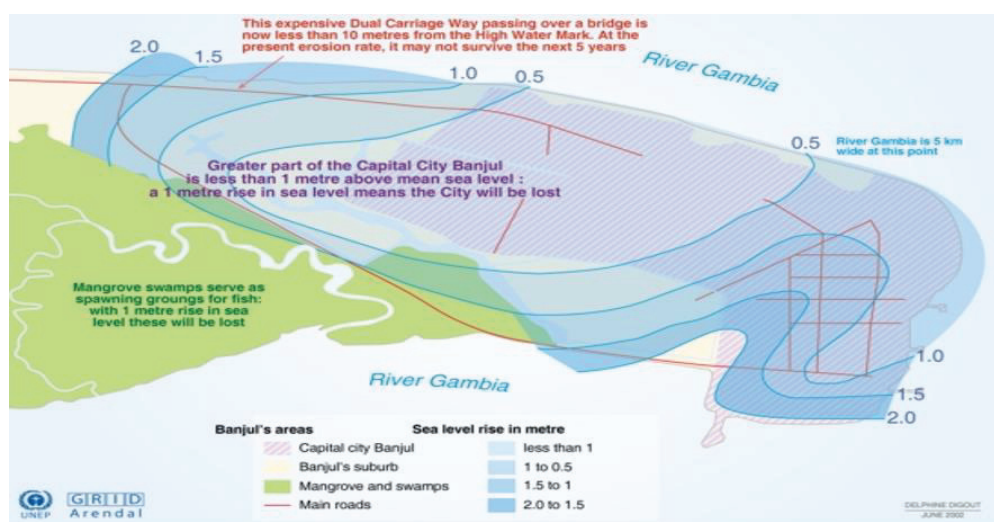 This expensive Dual Carriage Way passing over a bridge is
now less than 10 metres from the High Water Mark. At the
present erosion rate, it may not survive the next 5 years
2.0
1.5
1.0
0.5
River Gambia
0.5
River Gambia is 5 km
wide at this point
Greater part of the Capital City Banjul
is less than 1 metre above mean sea level :
a 1 metre rise in sea level means the City will be lost
Mangrove swamps serve as
spawning groungs for fish:
with 1 metre rise in sea
level these will be lost
River Gambia
1.0
1.5
2.0
Banjul's areas
Capital city Banjul
Banjul's suburb
Mangrove and swamps
Main roads
Sea level rise in metre
less than 1
1 to 0.5
1.5 to 1
2.0 to 1.5
UNEP
GRID
Arendal
DELPHINE DIGOUT
JUNE 2002